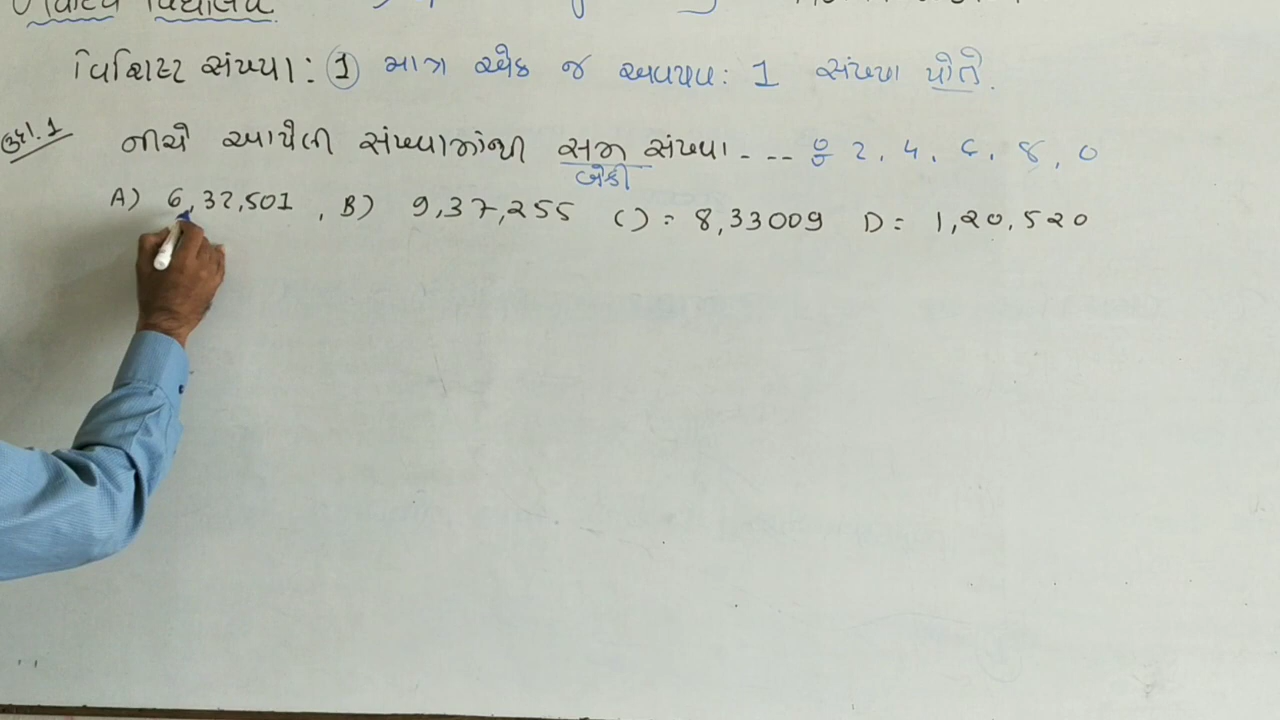 વિદ્યાલય
વિશિષ્ટ સંખ્યા : 1 માત્ર એક જ અવયવ : 1 સંખ્યા પોતે.
ઉદા. 1 નીચે આપેલી સંખ્યામાંથી સમ સંખ્યા - - - 2, 4, 6, 8, 0
બેકી
A) 6,32,501 , B) 9,37,255 C) = 8,33009 D = 1,20,520